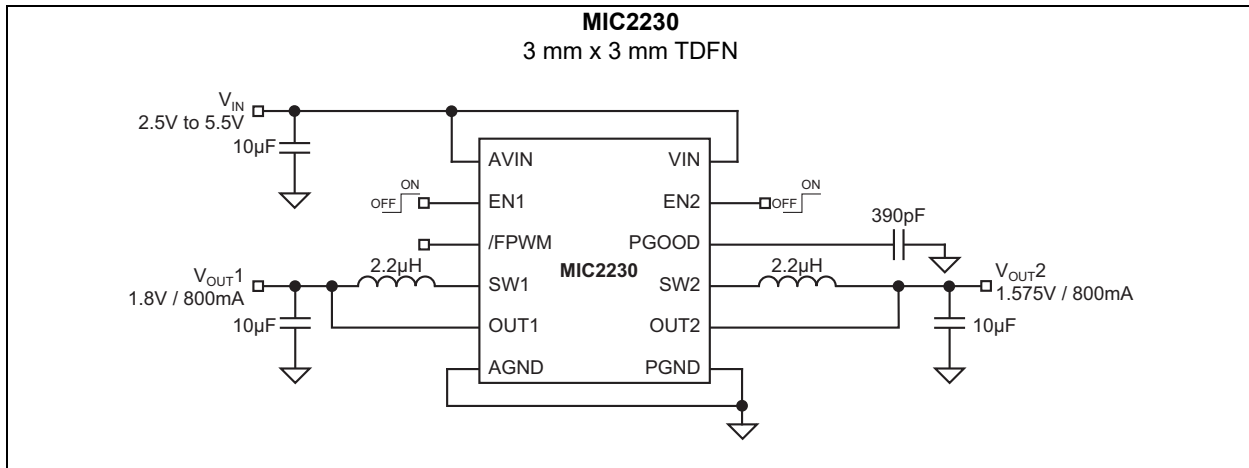 MIC2230
3 mm x 3 mm TDFN
VIN
2.5V to 5.5V
10µF
AVIN
VIN
ON
OFF
EN1
EN2
ON
OFF
390pF
/FPWM
PGOOD
MIC2230
2.2µH
2.2µH
VOUT1
1.8V / 800mA
SW1
SW2
VOUT2
1.575V / 800mA
10µF
OUT1
OUT2
10µF
AGND
PGND